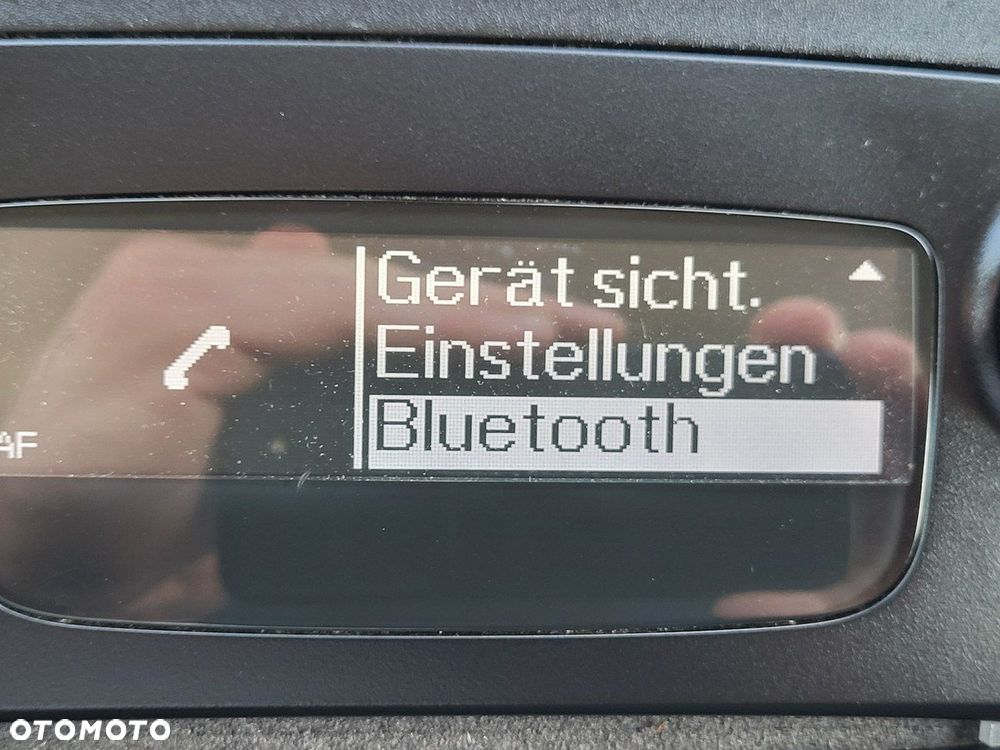 Gerät sicht.
Einstellungen
Bluetooth
AF
OTOMOTO